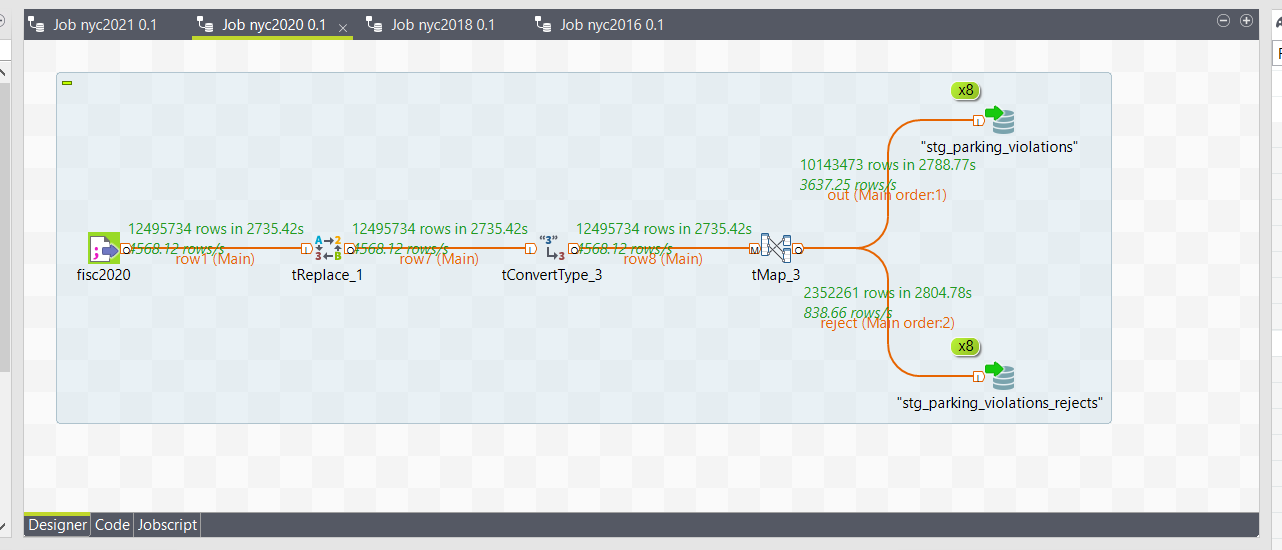 Job nyc2021 0.1
Job nyc2020 0.1
Job nyc2018 0.1
Job nyc2016 0.1
x8
"stg_parking_violations"
10143473 rows in 2788.77s
3637.25 rows/s
out (Main order:1)
12495734 rows in 2735.42s
4568.12 rows/s
row1 (Main)
12495734 rows in 2735.42s
4568.12 rows/s
row7 (Main)
12495734 rows in 2735.42s
4568.12 rows/s
row8 (Main)
fisc2020
tReplace_1
tConvertType_3
tMap_3
2352261 rows in 2804.78s
838.66 rows/s
reject (Main order:2)
x8
"stg_parking_violations_rejects"
Designer
Code
Jobscript